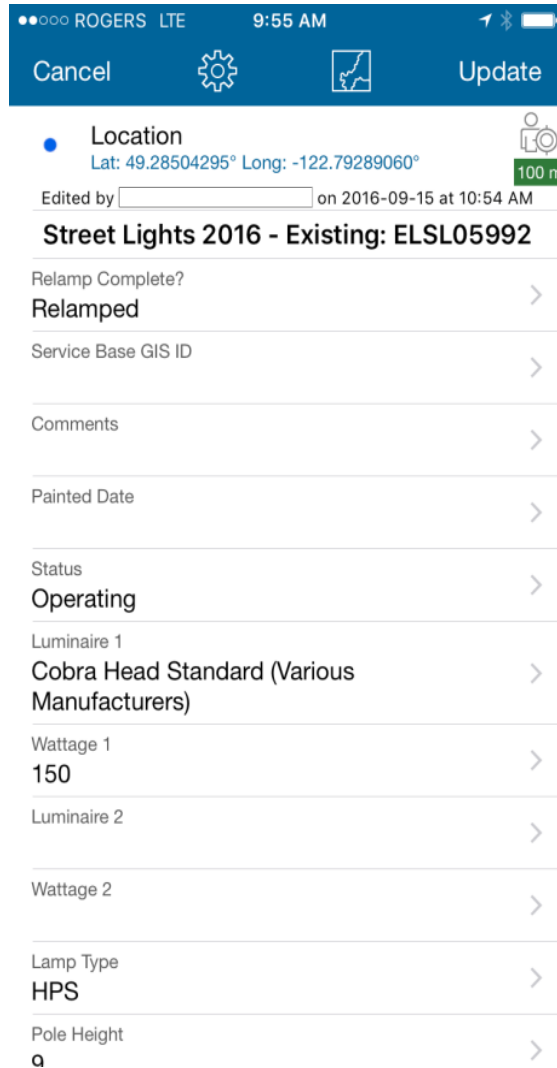 ROGERS LTE 9:55 AM
Cancel Update
Location
Lat: 49.28504295° Long: -122.79289060°
100 m
Edited by on 2016-09-15 at 10:54 AM
Street Lights 2016 - Existing: ELSL05992
Relamp Complete?
Relamped
Service Base GIS ID
Comments
Painted Date
Status
Operating
Luminaire 1
Cobra Head Standard (Various
Manufacturers)
Wattage 1
150
Luminaire 2
Wattage 2
Lamp Type
HPS
Pole Height
9